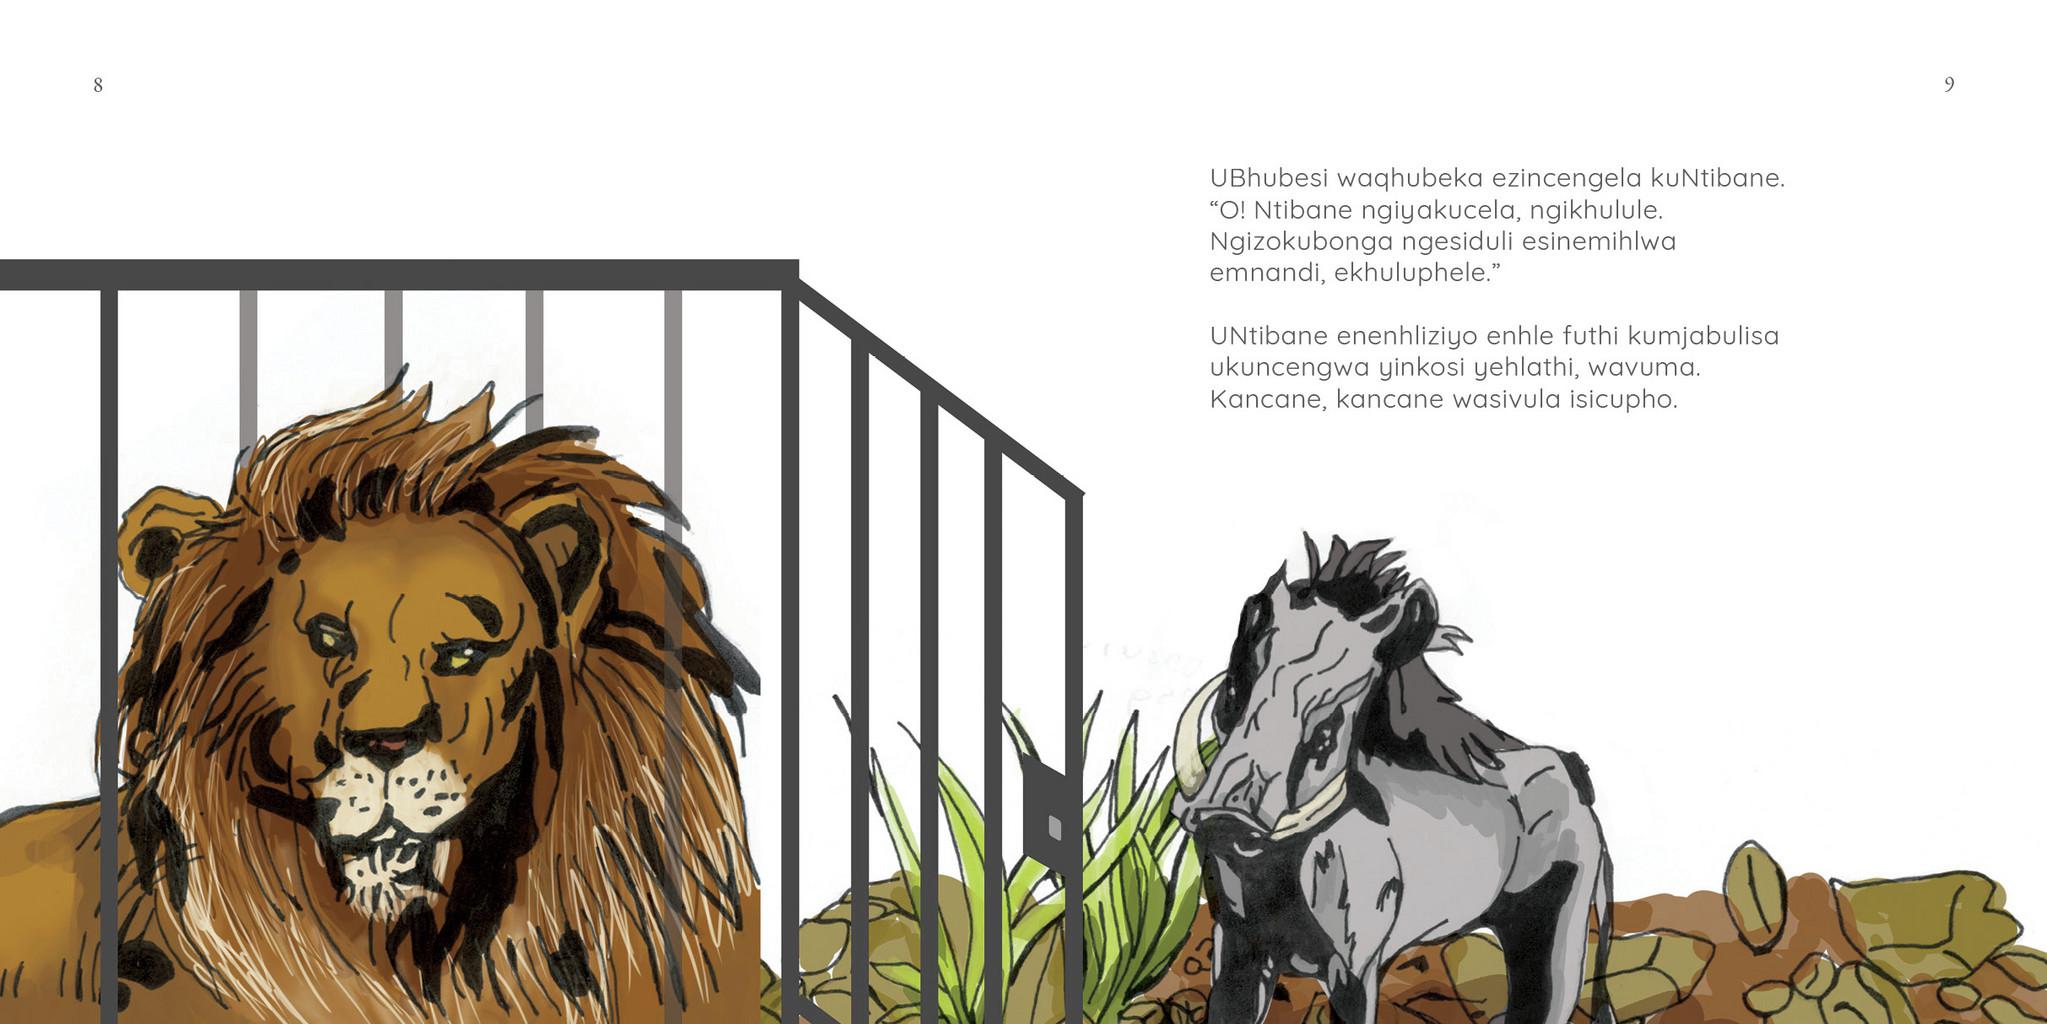 8
9
UBhubesi waqhubeka ezincengela kuNtibane.
“O! Ntibane ngiyakucela, ngikhulule.
Ngizokubonga ngesiduli esinemihlwa
emnandi, ekhuluphele.”
UNtibane enenhliziyo enhle futhi kumjabulisa
ukuncengwa yinkosi yehlathi, wavuma.
Kancane, kancane wasivula isicupho.